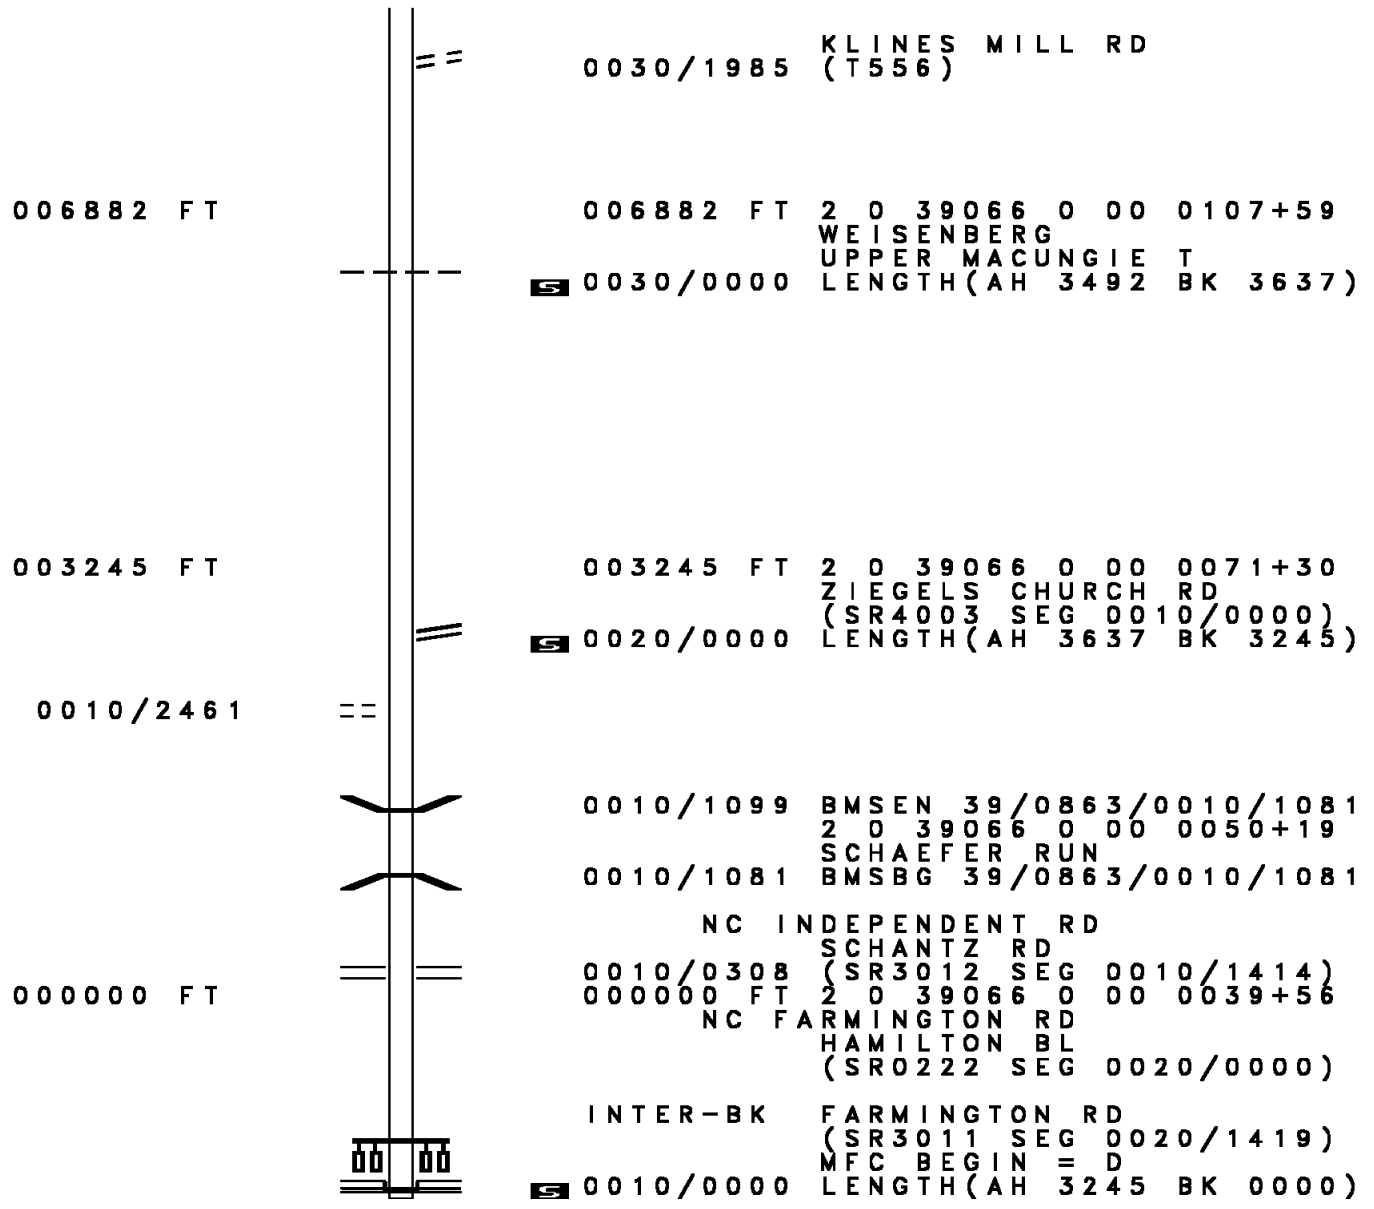 KLINES MILL RD
0030/1985 (T556)
006882 FT 006882 FT 2 0 39066 0 00 0107+59
WEISENBERG
UPPER MACUNGIE T
S 0030/0000 LENGTH(AH 3492 BK 3637)
003245 FT 003245 FT 2 0 39066 0 00 0071+30
ZIEGELS CHURCH RD
(SR4003 SEG 0010/0000)
S 0020/0000 LENGTH(AH 3637 BK 3245)
0010/2461
0010/1099 BMSEN 39/0863/0010/1081
2 0 39066 0 00 0050+19
SCHAEFER RUN
0010/1081 BMSBG 39/0863/0010/1081
NC INDEPENDENT RD
SCHANTZ RD
0010/0308 (SR3012 SEG 0010/1414)
000000 FT 000000 FT 2 0 39066 0 00 0039+56
NC FARMINGTON RD
HAMILTON BL
(SR0222 SEG 0020/0000)
INTER-BK FARMINGTON RD
(SR3011 SEG 0020/1419)
MFC BEGIN = D
S 0010/0000 LENGTH(AH 3245 BK 0000)